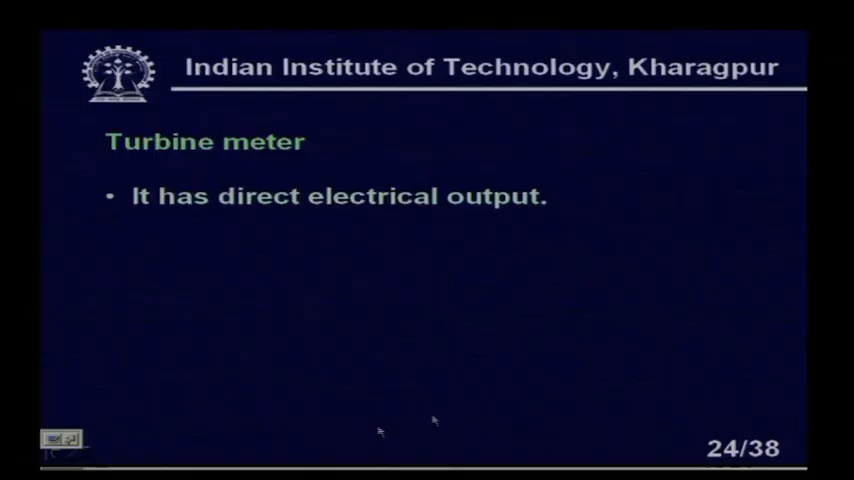 Indian Institute of Technology, Kharagpur
Turbine meter
• It has direct electrical output.
24/38